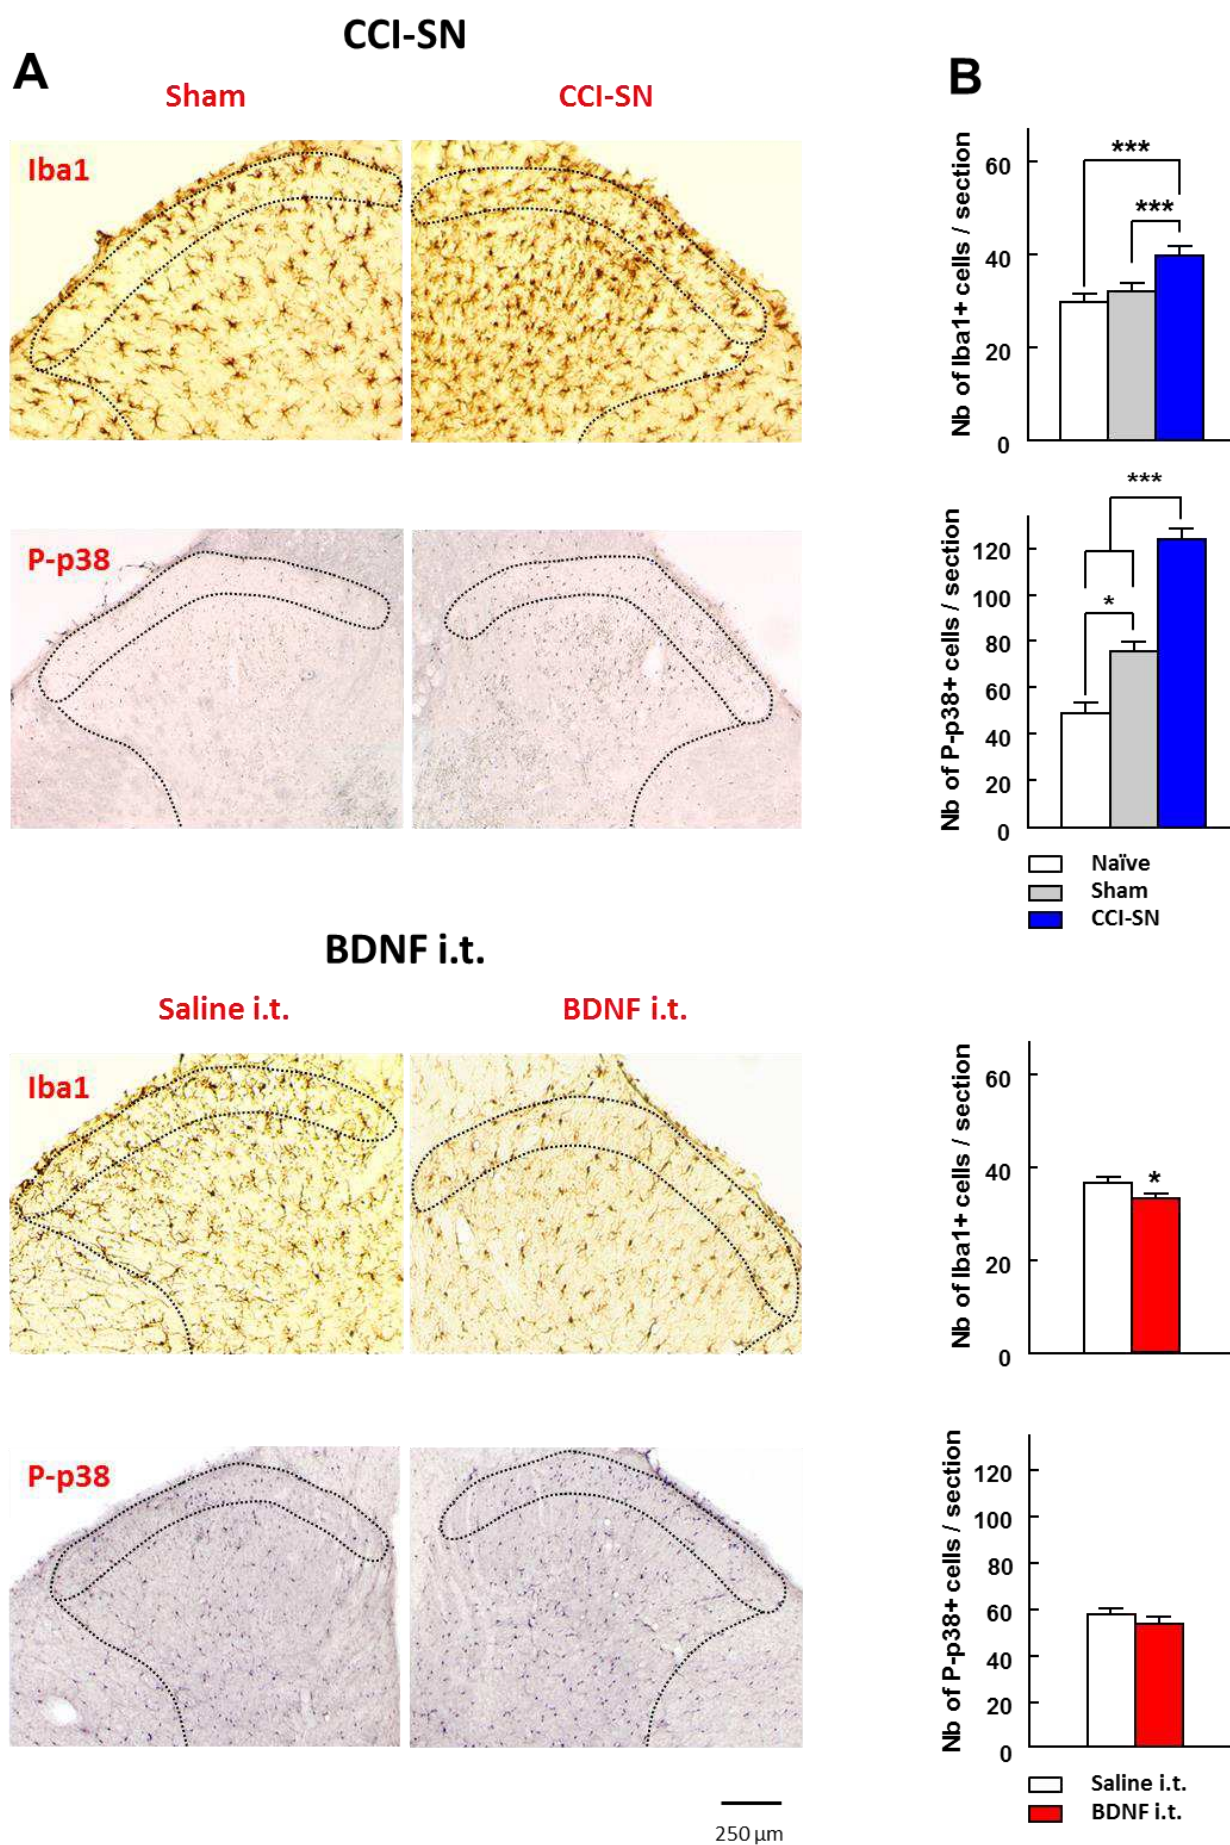 CCI-SN
A
B
Sham
CCI-SN
Iba1
Nb of Iba1+ cells / section
60
40
20
0
***
***
P-p38
Nb of P-p38+ cells / section
120
100
80
60
40
20
0
***
*
Naïve
Sham
CCI-SN
BDNF i.t.
Saline i.t.
BDNF i.t.
Iba1
Nb of Iba1+ cells / section
60
40
20
0
*
P-p38
Nb of P-p38+ cells / section
120
100
80
60
40
20
0
Saline i.t.
BDNF i.t.
250 µm